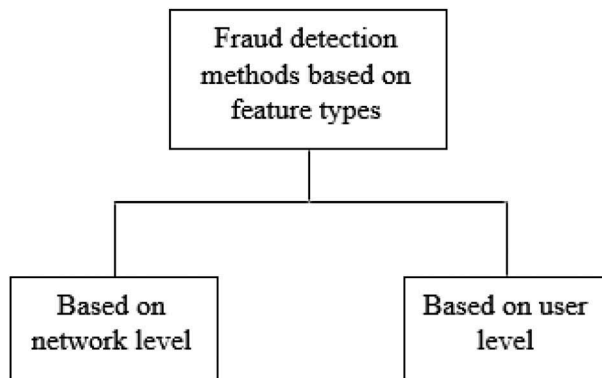 Fraud detection
methods based on
feature types
Based on
network level
Based on user
level